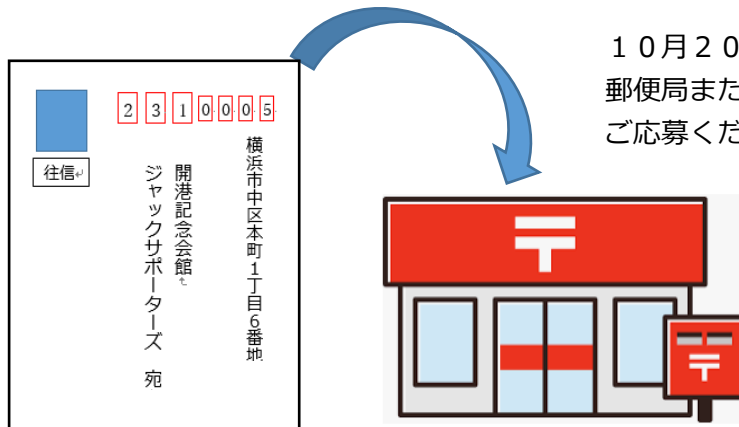 2310005
往信
横浜市中区本町1丁目6番地
開港記念会館
ジャックサポーターズ 宛
10月20
郵便局また
ご応募くだ
〒
〒